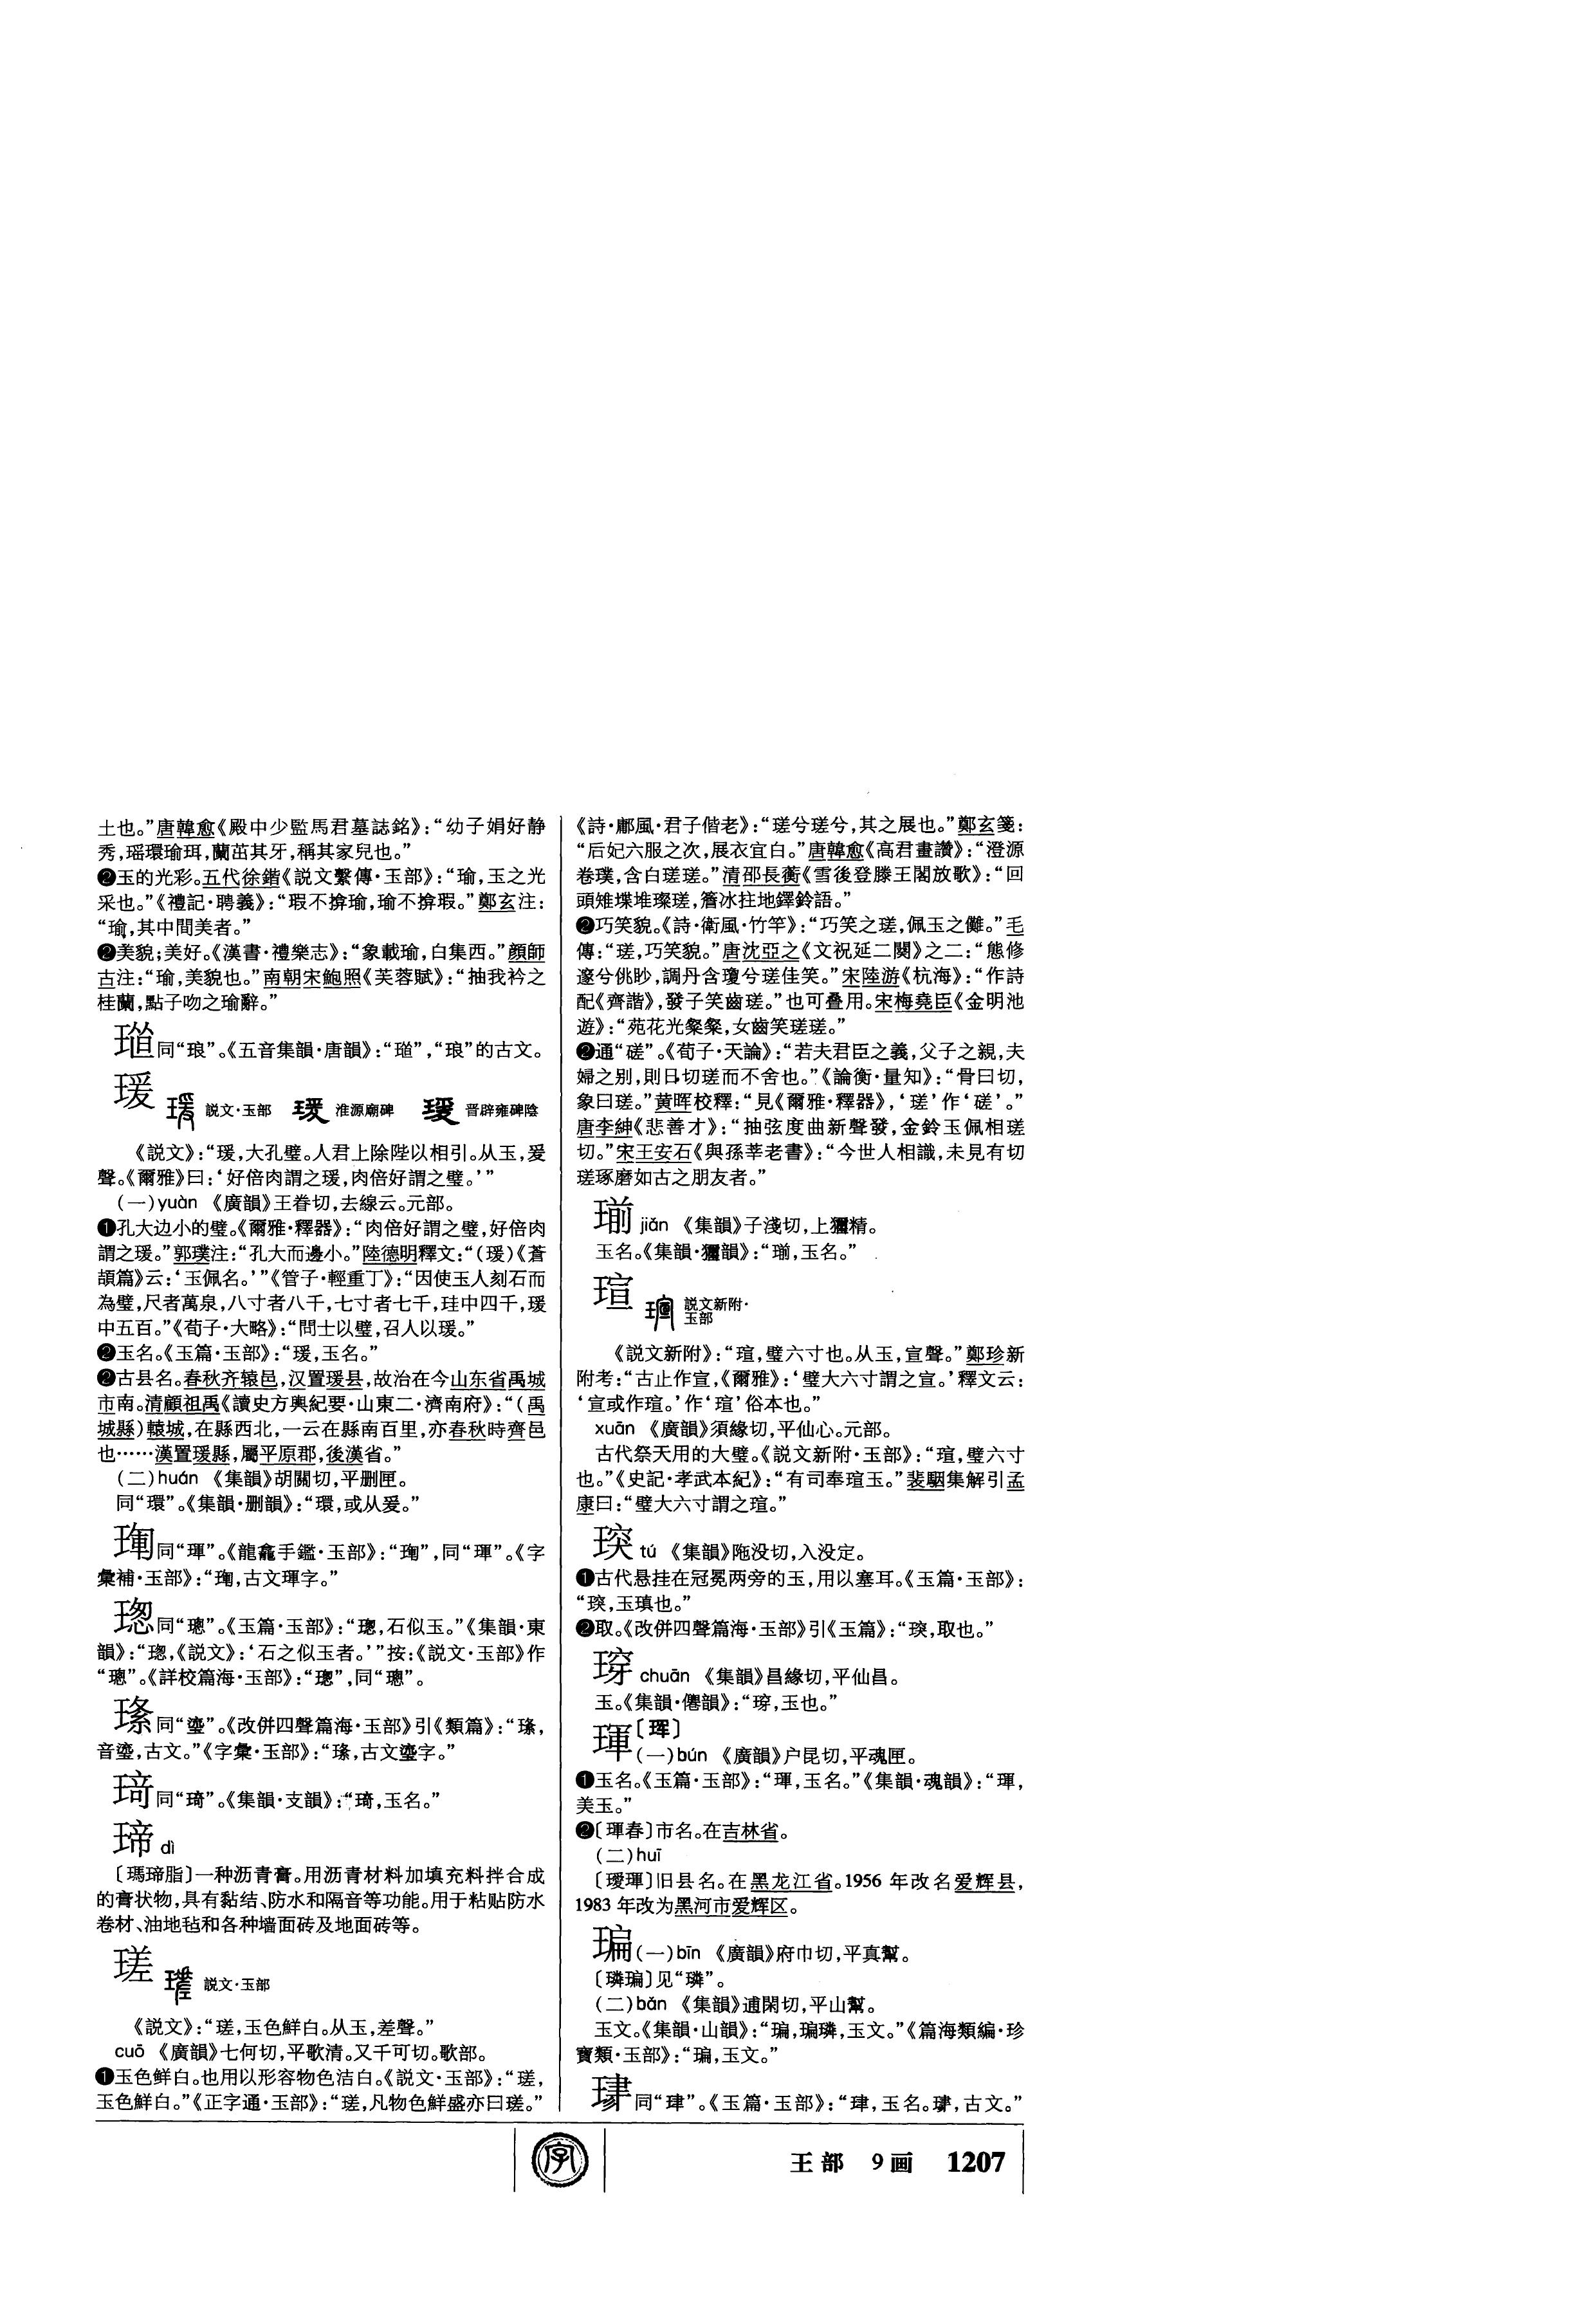 土也。”唐韓愈《殿中少監馬君墓誌銘》：“幼子娟好静
秀，瑶環瑜珥，蘭茁其牙，稱其家兒也。”
❷玉的光彩。五代徐鍇《説文繫傳·玉部》：“瑜，玉之光
采也。”《禮記·聘義》：“瑕不揜瑜，瑜不揜瑕。”鄭玄注：
“瑜，其中間美者。”
❷美貌；美好。《漢書·禮樂志》：“象載瑜，白集西。”顔師
古注：“瑜，美貌也。”南朝宋鮑照《芙蓉賦》：“抽我衿之
桂蘭，點子吻之瑜辭。”
同“琅”。《五音集韻·唐韻》：“”，“琅”的古文。
瑗 説文·玉部 瑗 淮源廟碑 瑗 晋辟雍碑陰
《説文》：“瑗，大孔璧。人君上除陛以相引。从玉，爰
聲。《爾雅》曰：‘好倍肉謂之瑗，肉倍好謂之璧。’”
（一）yuàn 《廣韻》王眷切，去線云。元部。
❶孔大边小的璧。《爾雅·釋器》：“肉倍好謂之璧，好倍肉
謂之瑗。”郭璞注：“孔大而邊小。”陸德明釋文：“（瑗）《蒼
頡篇》云：‘玉佩名。’”《管子·輕重丁》：“因使玉人刻石而
為璧，尺者萬泉，八寸者八千，七寸者七千，珪中四千，瑗
中五百。”《荀子·大略》：“問士以璧，召人以瑗。”
❷玉名。《玉篇·玉部》：“瑗，玉名。”
❷古县名。春秋齐辕邑，汉置瑗县，故治在今山东省禹城
市南。清顧祖禹《讀史方輿紀要·山東二·濟南府》：“（禹
城縣）轅城，在縣西北，一云在縣南百里，亦春秋時齊邑
也……漢置瑗縣，屬平原郡，後漢省。”
（二）huán 《集韻》胡關切，平删匣。
同“環”。《集韻·删韻》：“環，或从爰。”
同“琿”。《龍龕手鑑·玉部》：“”，同“琿”。《字
彙補·玉部》：“，古文琿字。”
同“璁”。《玉篇·玉部》：“，石似玉。”《集韻·東
韻》：“璁，《説文》：‘石之似玉者。’”按：《説文·玉部》作
“璁”。《詳校篇海·玉部》：“”，同“璁”。
同“瑬”。《改併四聲篇海·玉部》引《類篇》：“，
音瑬，古文。”《字彙·玉部》：“，古文瑬字。”
同“琦”。《集韻·支韻》：“琦，玉名。”
㻛 dì
〔瑪㻛脂〕一种沥青膏。用沥青材料加填充料拌合成
的膏状物，具有黏结、防水和隔音等功能。用于粘贴防水
卷材、油地毡和各种墙面砖及地面砖等。
瑳 説文·玉部
《説文》：“瑳，玉色鮮白。从玉，差聲。”
cuō 《廣韻》七何切，平歌清。又千可切。歌部。
❶玉色鲜白。也用以形容物色洁白。《説文·玉部》：“瑳，
玉色鮮白。”《正字通·玉部》：“瑳，凡物色鮮盛亦曰瑳。”
《詩·鄘風·君子偕老》：“瑳兮瑳兮，其之展也。”鄭玄箋：
“后妃六服之次，展衣宜白。”唐韓愈《高君畫讚》：“澄源
卷璞，含白瑳瑳。”清邵長蘅《雪後登滕王閣放歌》：“回
頭雉堞堆璨瑳，簷冰拄地鐸鈴語。”
❷巧笑貌。《詩·衛風·竹竿》：“巧笑之瑳，佩玉之儺。”毛
傳：“瑳，巧笑貌。”唐沈亞之《文祝延二闋》之二：“態修
邃兮佻眇，調丹含瓊兮瑳佳笑。”宋陸游《杭海》：“作詩
配《齊諧》，發子笑齒瑳。”也可叠用。宋梅堯臣《金明池
遊》：“苑花光粲粲，女齒笑瑳瑳。”
❷通“磋”。《荀子·天論》：“若夫君臣之義，父子之親，夫
婦之别，則日切瑳而不舍也。”《論衡·量知》：“骨曰切，
象曰瑳。”黄暉校釋：“見《爾雅·釋器》，‘瑳’作‘磋’。”
唐李紳《悲善才》：“抽弦度曲新聲發，金鈴玉佩相瑳
切。”宋王安石《與孫莘老書》：“今世人相識，未見有切
瑳琢磨如古之朋友者。”
㻛 jiǎn 《集韻》子淺切，上獮精。
玉名。《集韻·獮韻》：“，玉名。”
瑄 説文新附·
玉部
《説文新附》：“瑄，璧六寸也。从玉，宣聲。”鄭珍新
附考：“古止作宣，《爾雅》：‘璧大六寸謂之宣。’釋文云：
‘宣或作瑄。’作‘瑄’俗本也。”
xuān 《廣韻》須緣切，平仙心。元部。
古代祭天用的大璧。《説文新附·玉部》：“瑄，璧六寸
也。”《史記·孝武本紀》：“有司奉瑄玉。”裴駰集解引孟
康曰：“璧大六寸謂之瑄。”
㻬 tú 《集韻》陁没切，入没定。
❶古代悬挂在冠冕两旁的玉，用以塞耳。《玉篇·玉部》：
“，玉瑱也。”
❷取。《改併四聲篇海·玉部》引《玉篇》：“，取也。”
㼷 chuān 《集韻》昌緣切，平仙昌。
玉。《集韻·僊韻》：“，玉也。”
琿〔珲〕
（一）bún 《廣韻》户昆切，平魂匣。
❶玉名。《玉篇·玉部》：“琿，玉名。”《集韻·魂韻》：“琿，
美玉。”
❷〔琿春〕市名。在吉林省。
（二）huī
〔瑷琿〕旧县名。在黑龙江省。1956 年改名爱辉县，
1983 年改为黑河市爱辉区。
㻞（一）bīn 《廣韻》府巾切，平真幫。
〔璘㻞〕见“璘”。
（二）bǎn 《集韻》逋閑切，平山幫。
玉文。《集韻·山韻》：“㻞，㻞璘，玉文。”《篇海類編·珍
寶類·玉部》：“㻞，玉文。”
同“”。《玉篇·玉部》：“，玉名。，古文。”
字
王部 9画 1207